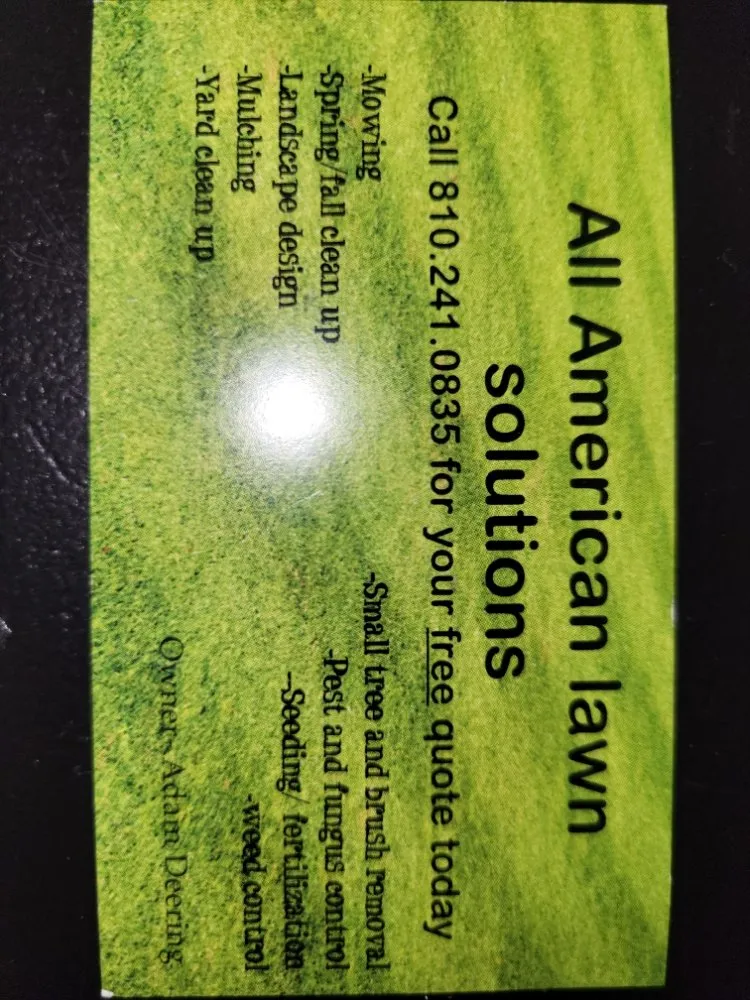 All American lawn
solutions
Call 810.241.0835 for your free quote today
-Mowing
-Spring/fall clean up
-Landscape design
-Mulching
-Yard clean up
-Small tree and brush removal
-Pest and fungus control
-Seeding/ fertilization
-weed control
Owner- Adam Deering